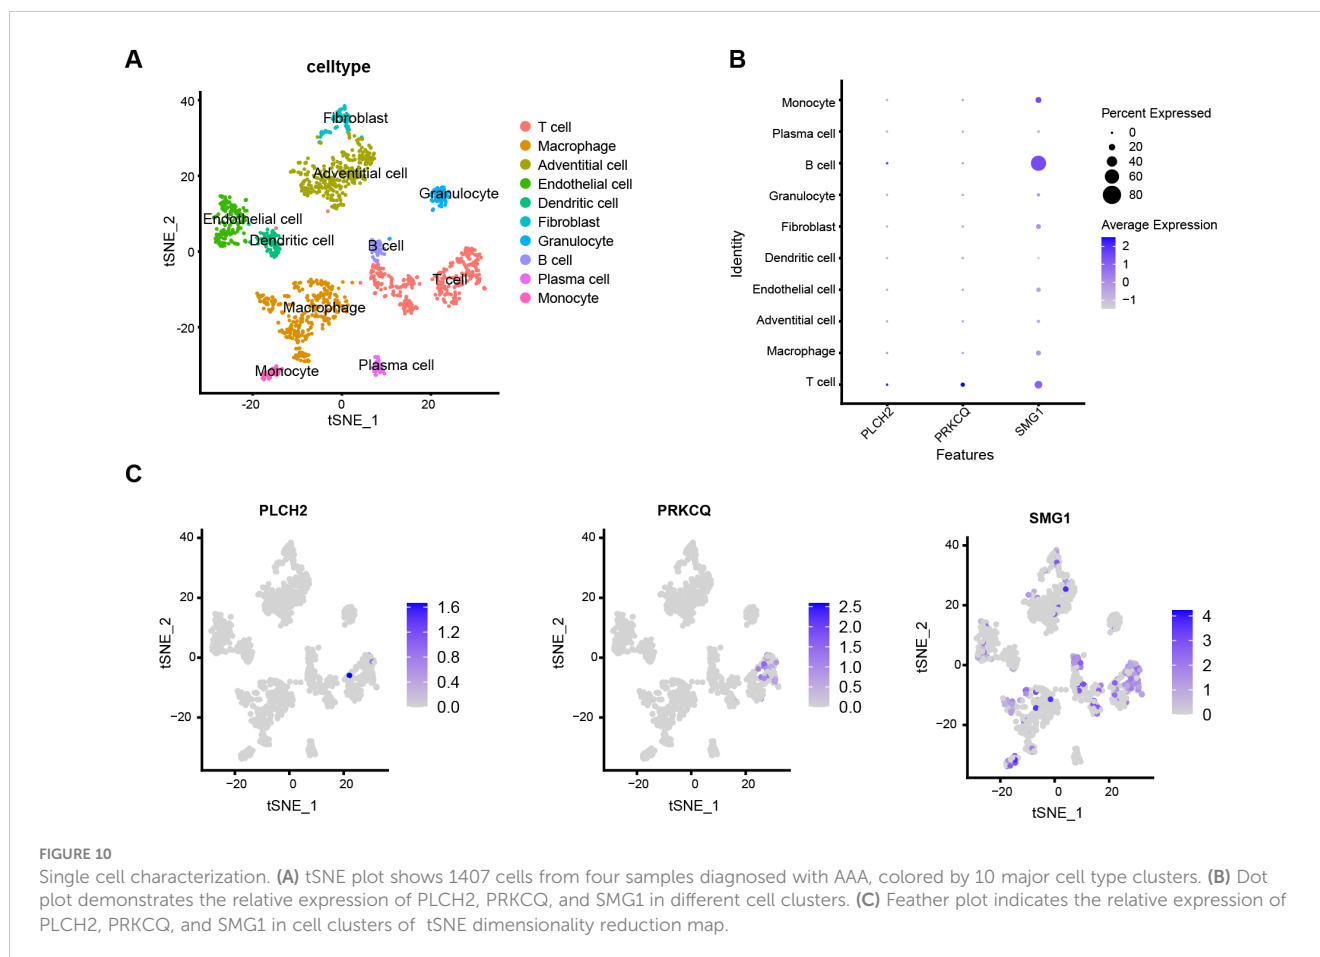 A
celltype
40
20
0
-20
-20
0
20
tSNE_1
tSNE_2
Fibroblast
Adventitial cell
Granulocyte
Endothelial cell
Dendritic cell
B cell
T cell
Macrophage
Monocyte
Plasma cell
T cell
Macrophage
Adventitial cell
Endothelial cell
Dendritic cell
Fibroblast
Granulocyte
B cell
Plasma cell
Monocyte
B
Identity
Monocyte
Plasma cell
B cell
Granulocyte
Fibroblast
Dendritic cell
Endothelial cell
Adventitial cell
Macrophage
T cell
PLCH2
PRKCQ
SMG1
Features
Percent Expressed
0
20
40
60
80
Average Expression
2
1
0
−1
C
PLCH2
40
20
0
−20
−20
0
20
tSNE_1
tSNE_2
1.6
1.2
0.8
0.4
0.0
PRKCQ
40
20
0
−20
−20
0
20
tSNE_1
tSNE_2
2.5
2.0
1.5
1.0
0.5
0.0
SMG1
40
20
0
−20
−20
0
20
tSNE_1
tSNE_2
4
3
2
1
0
FIGURE 10
Single cell characterization. (A) tSNE plot shows 1407 cells from four samples diagnosed with AAA, colored by 10 major cell type clusters. (B) Dot
plot demonstrates the relative expression of PLCH2, PRKCQ, and SMG1 in different cell clusters. (C) Feather plot indicates the relative expression of
PLCH2, PRKCQ, and SMG1 in cell clusters of tSNE dimensionality reduction map.